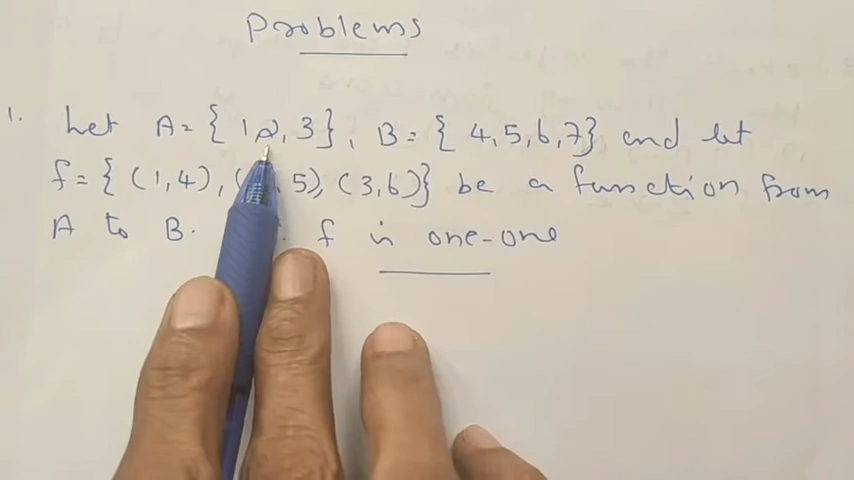 Problems
1. Let A = { 1, 2, 3 }, B = { 4, 5, 6, 7 } and let
f = { (1, 4), ( , 5), (3, 6) } be a function from
A to B. f is one-one